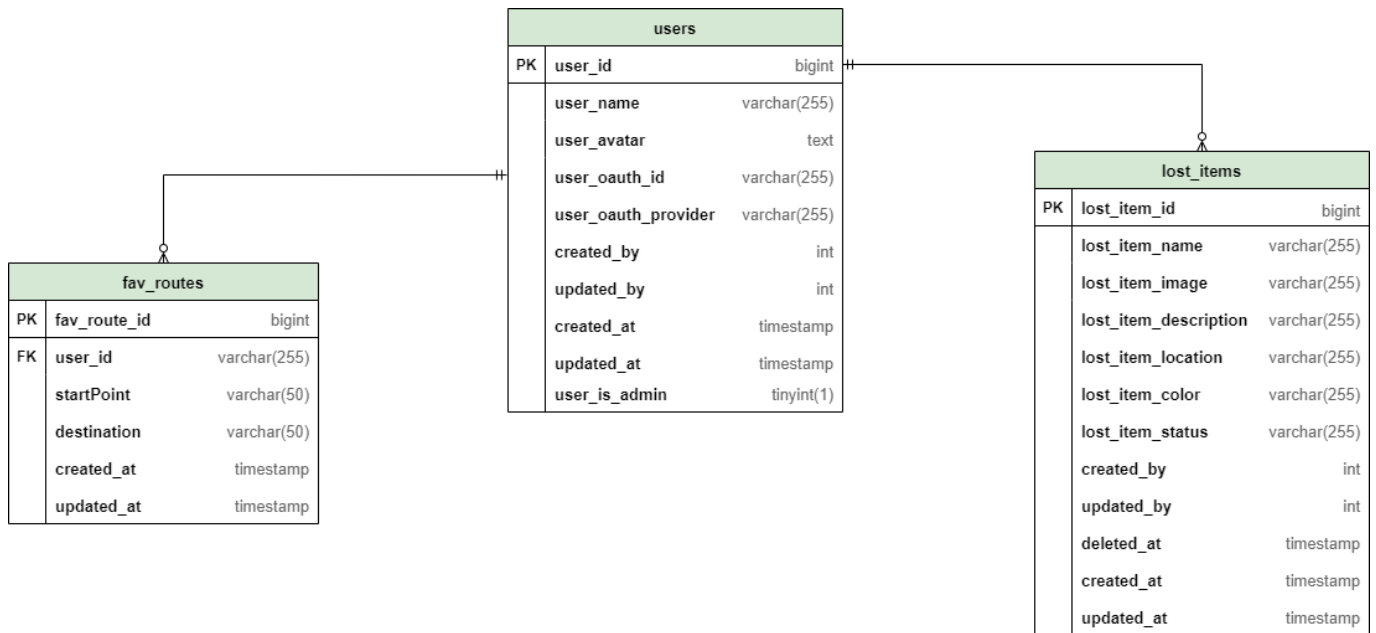 users
PK user_id bigint
user_name varchar(255)
user_avatar text
user_oauth_id varchar(255)
user_oauth_provider varchar(255)
created_by int
updated_by int
created_at timestamp
updated_at timestamp
user_is_admin tinyint(1)
fav_routes
PK fav_route_id bigint
FK user_id varchar(255)
startPoint varchar(50)
destination varchar(50)
created_at timestamp
updated_at timestamp
lost_items
PK lost_item_id bigint
lost_item_name varchar(255)
lost_item_image varchar(255)
lost_item_description varchar(255)
lost_item_location varchar(255)
lost_item_color varchar(255)
lost_item_status varchar(255)
created_by int
updated_by int
deleted_at timestamp
created_at timestamp
updated_at timestamp